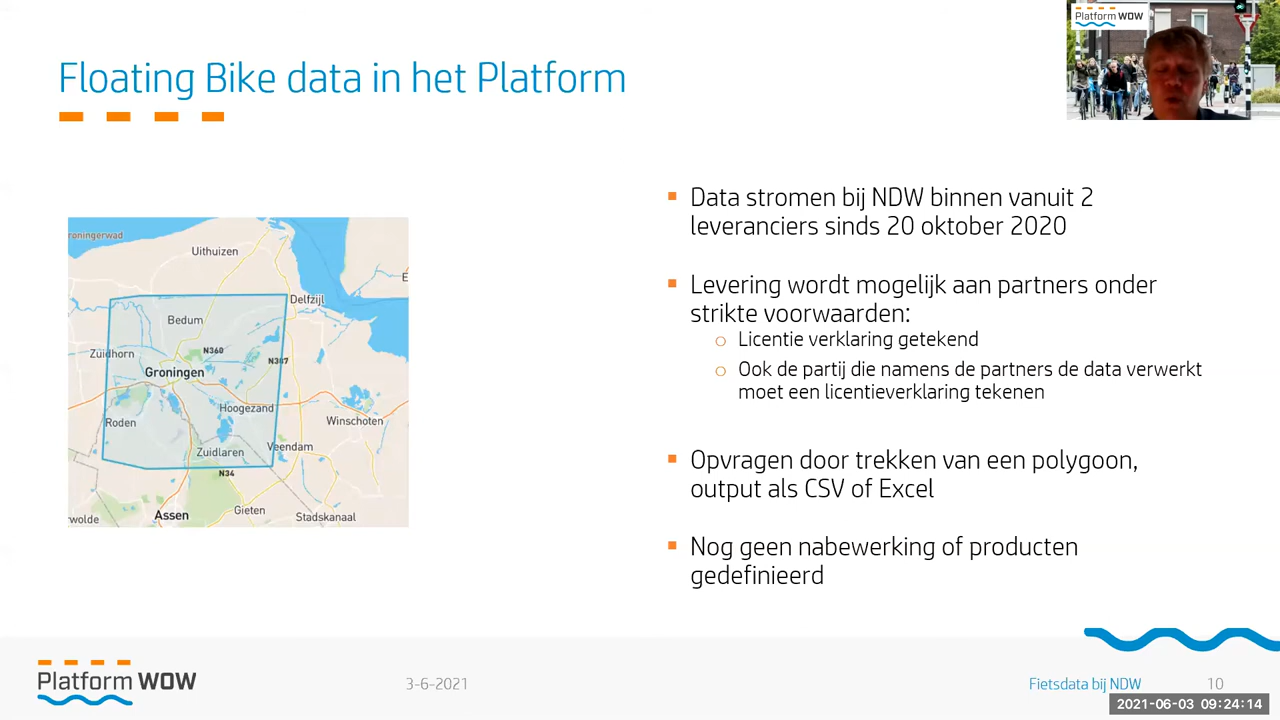 Platform WOW
Floating Bike data in het Platform
Data stromen bij NDW binnen vanuit 2
leveranciers sinds 20 oktober 2020
Levering wordt mogelijk aan partners onder
strikte voorwaarden:
Licentie verklaring getekend
Ook de partij die namens de partners de data verwerkt
moet een licentieverklaring tekenen
Opvragen door trekken van een polygoon,
output als CSV of Excel
Nog geen nabewerking of producten
gedefinieerd
roningerwad
Uithuizen
E
Delfzijl
Bedum
Zuidhorn
N360
N387
Groningen
Hoogezand
Roden
Winschoten
Zuidlaren
Veendam
N34
Gieten
Assen
Stadskanaal
rwolde
Platform WOW
3-6-2021
Fietsdata bij NDW
10
2021-06-03 09:24:14